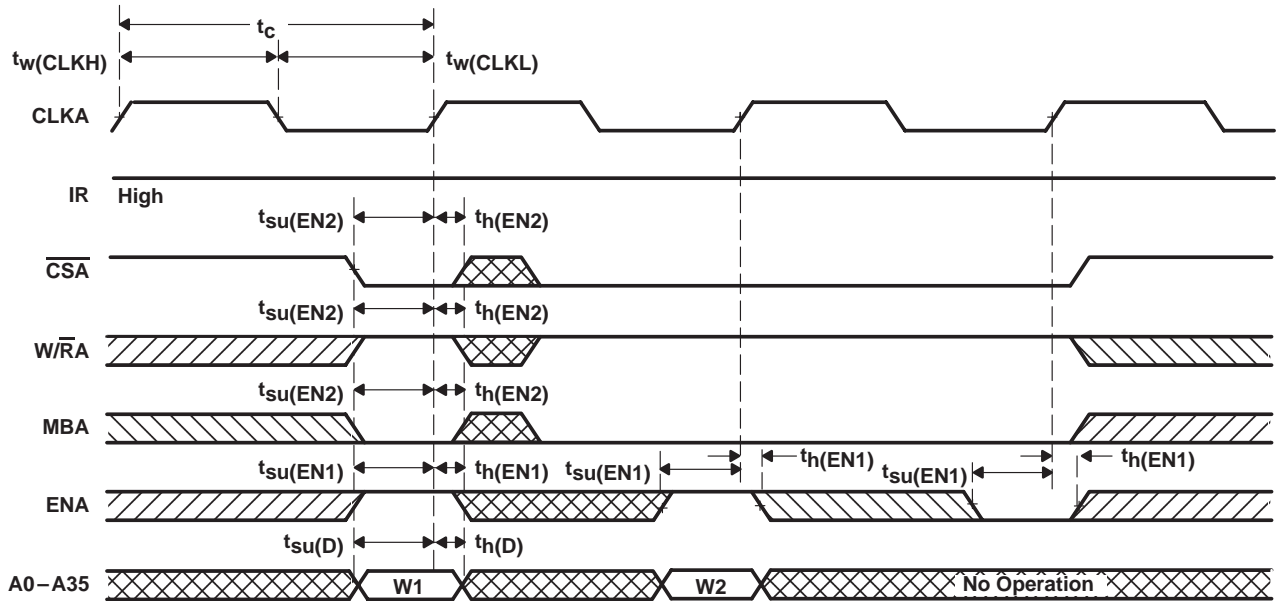 tc
tw(CLKH)
tw(CLKL)
CLKA
IR High
tsu(EN2) th(EN2)
CSA
tsu(EN2) th(EN2)
W/RA
tsu(EN2) th(EN2)
MBA
tsu(EN1) th(EN1) tsu(EN1) th(EN1) tsu(EN1) th(EN1)
ENA
tsu(D) th(D)
A0–A35 W1 W2 No Operation